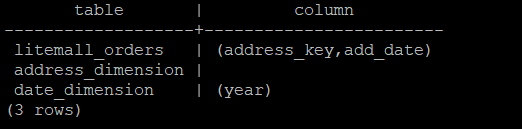 table | column
-------------------+------------------------
litemall_orders | (address_key,add_date)
address_dimension |
date_dimension | (year)
(3 rows)